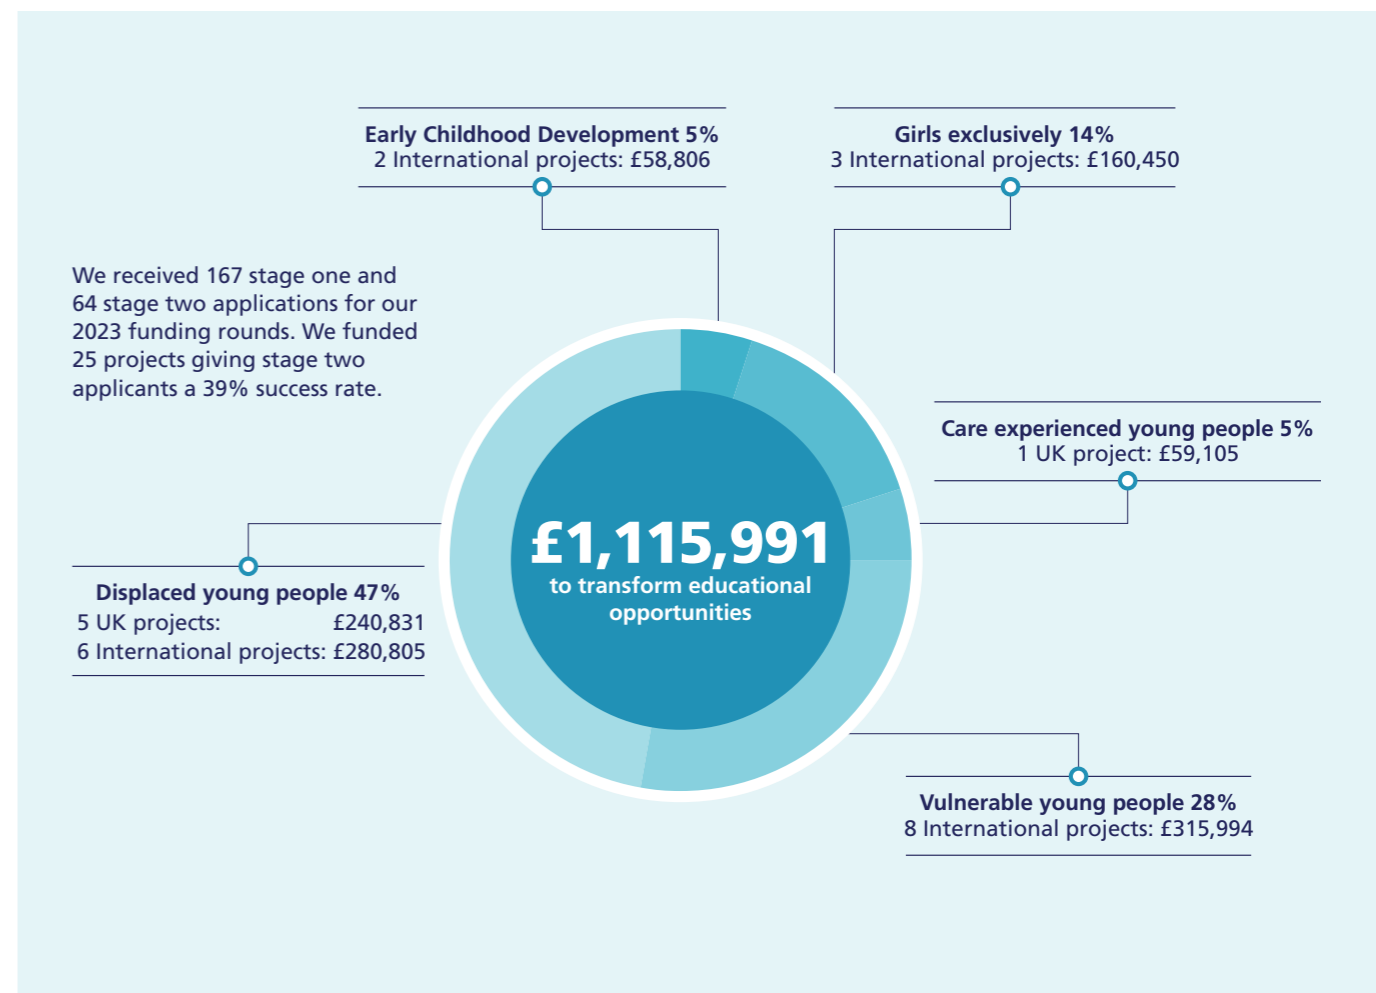 Early Childhood Development 5%
2 International projects: £58,806
Girls exclusively 14%
3 International projects: £160,450
We received 167 stage one and
64 stage two applications for our
2023 funding rounds. We funded
25 projects giving stage two
applicants a 39% success rate.
Care experienced young people 5%
1 UK project: £59,105
£1,115,991
to transform educational
opportunities
Displaced young people 47%
5 UK projects: £240,831
6 International projects: £280,805
Vulnerable young people 28%
8 International projects: £315,994